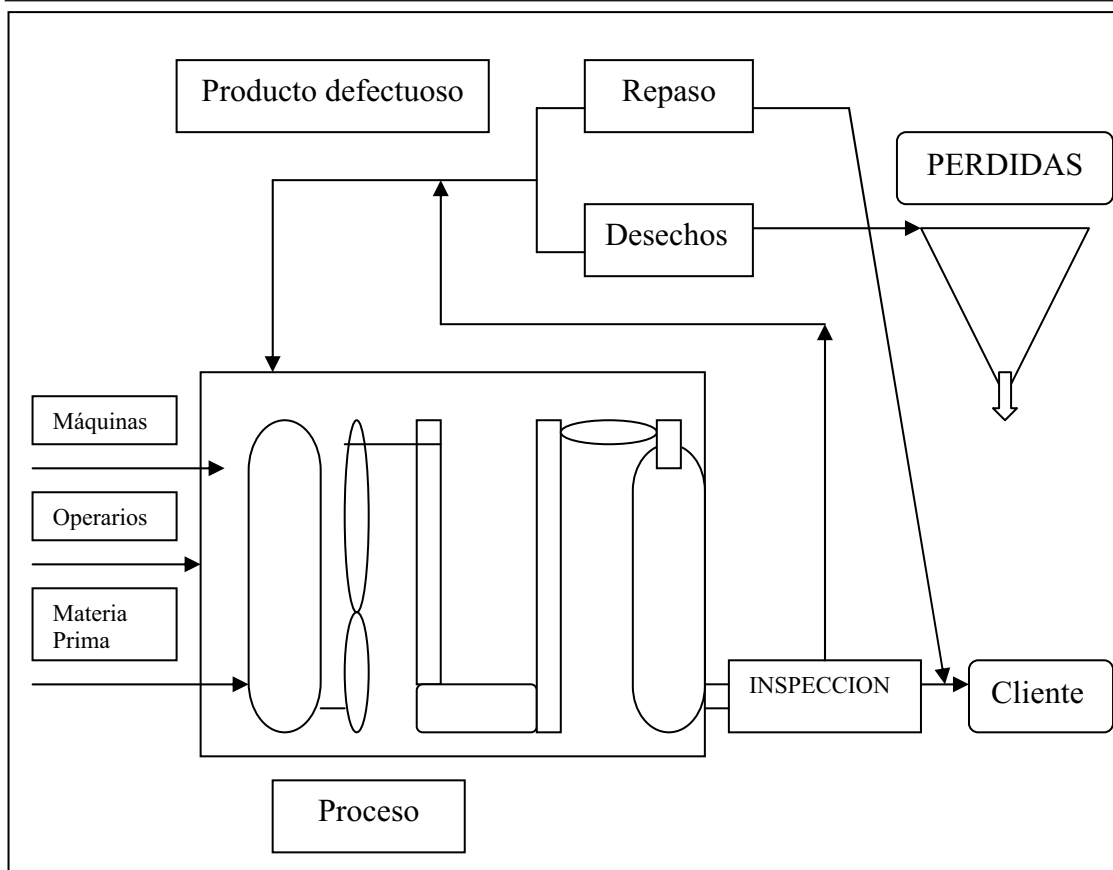 Producto defectuoso
Repaso
PERDIDAS
Desechos
Máquinas
Operarios
Materia
Prima
INSPECCION
Cliente
Proceso